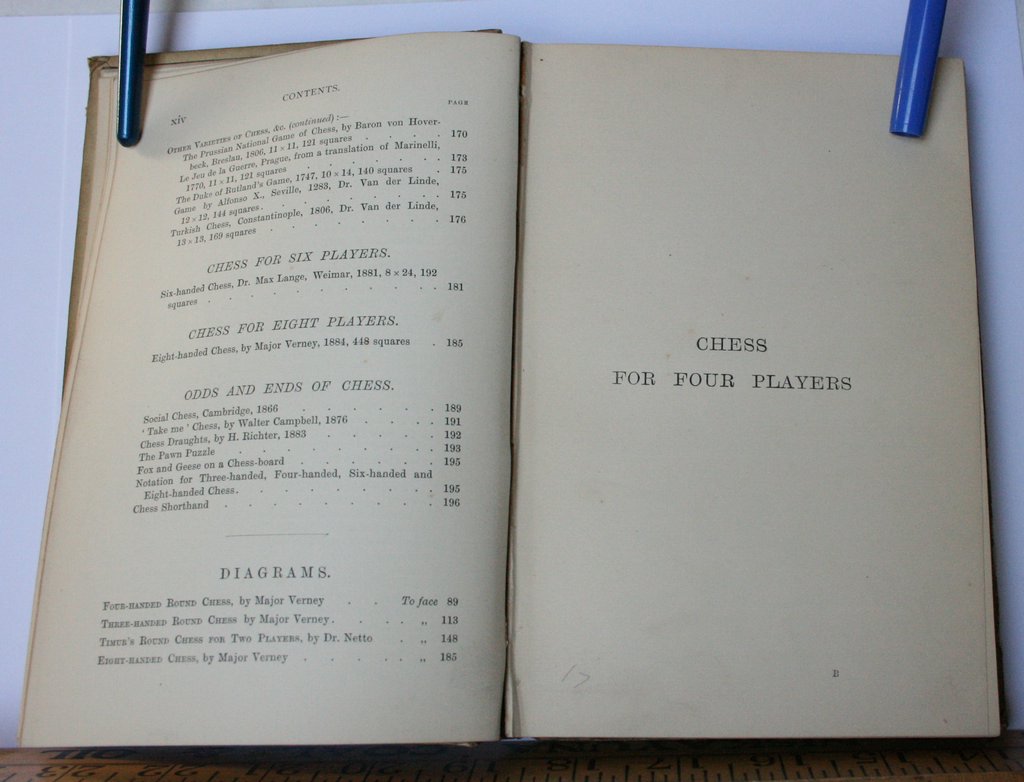 CONTENTS.
xiv
PAGE
OTHER VARIETIES OF CHESS, &c. (continued) :—
The Prussian National Game of Chess, by Baron von Hover-
beck, Breslau, 1806, 11 × 11, 121 squares . . . . 170
Le Jeu de la Guerre, Prague, from a translation of Marinelli,
1770, 11 × 11, 121 squares . . . . . . . 173
The Duke of Rutland's Game, 1747, 10 × 14, 140 squares . 175
Game by Alfonso X., Seville, 1283, Dr. Van der Linde,
12 × 12, 144 squares . . . . . . . . 175
Turkish Chess, Constantinople, 1806, Dr. Van der Linde,
13 × 13, 169 squares . . . . . . . . 176
CHESS FOR SIX PLAYERS.
Six-handed Chess, Dr. Max Lange, Weimar, 1881, 8 × 24, 192
squares . . . . . . . . . . 181
CHESS FOR EIGHT PLAYERS.
Eight-handed Chess, by Major Verney, 1884, 448 squares . 185
ODDS AND ENDS OF CHESS.
Social Chess, Cambridge, 1866 . . . . . . 189
' Take me ' Chess, by Walter Campbell, 1876 . . . . 191
Chess Draughts, by H. Richter, 1883 . . . . . 192
The Pawn Puzzle . . . . . . . . . 193
Fox and Geese on a Chess-board . . . . . . 195
Notation for Three-handed, Four-handed, Six-handed and
Eight-handed Chess. . . . . . . . . 195
Chess Shorthand . . . . . . . . . 196
DIAGRAMS.
FOUR-HANDED ROUND CHESS, by Major Verney . . To face 89
THREE-HANDED ROUND CHESS by Major Verney . . . „ 113
TIMUR'S ROUND CHESS FOR TWO PLAYERS, by Dr. Netto . „ 148
EIGHT-HANDED CHESS, by Major Verney . . . . . „ 185
CHESS
FOR FOUR PLAYERS
B